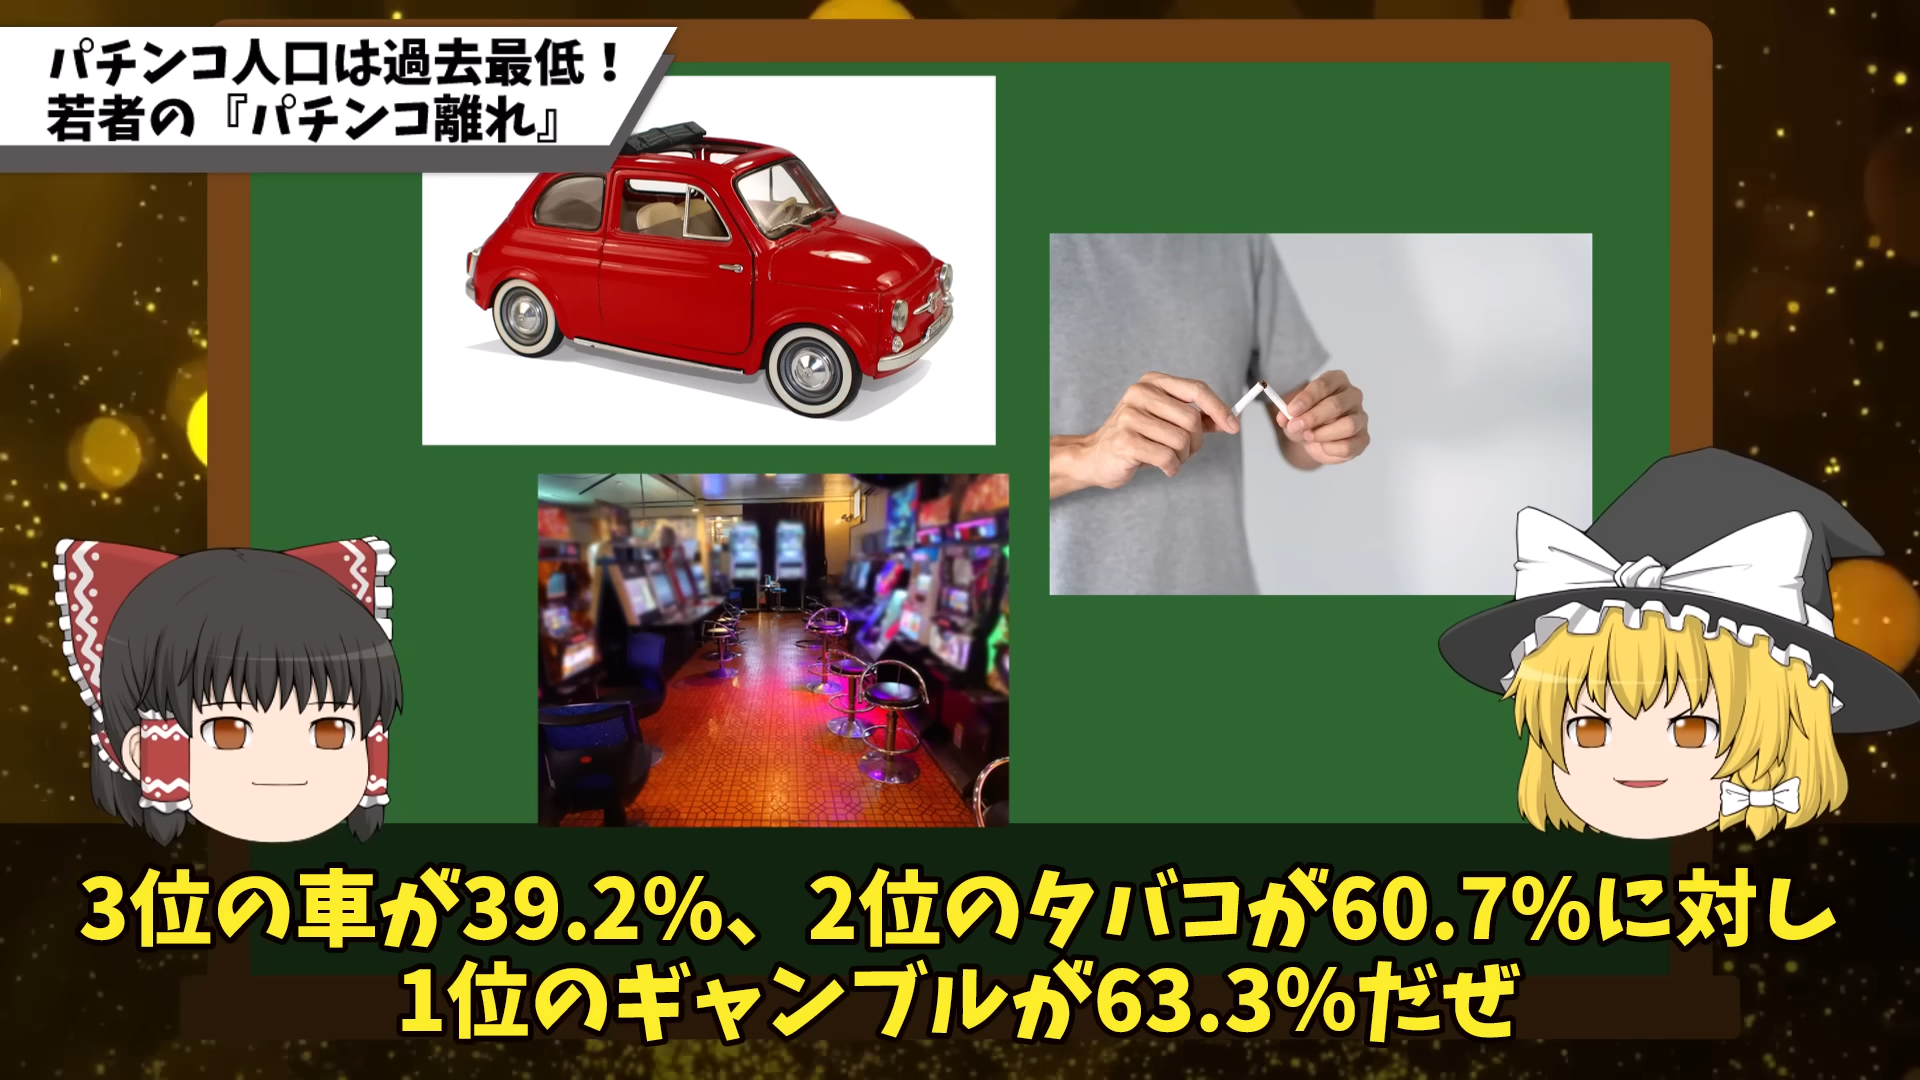 パチンコ人口は過去最低！
若者の『パチンコ離れ』
3位の車が39.2%、2位のタバコが60.7%に対し
1位のギャンブルが63.3%だぜ